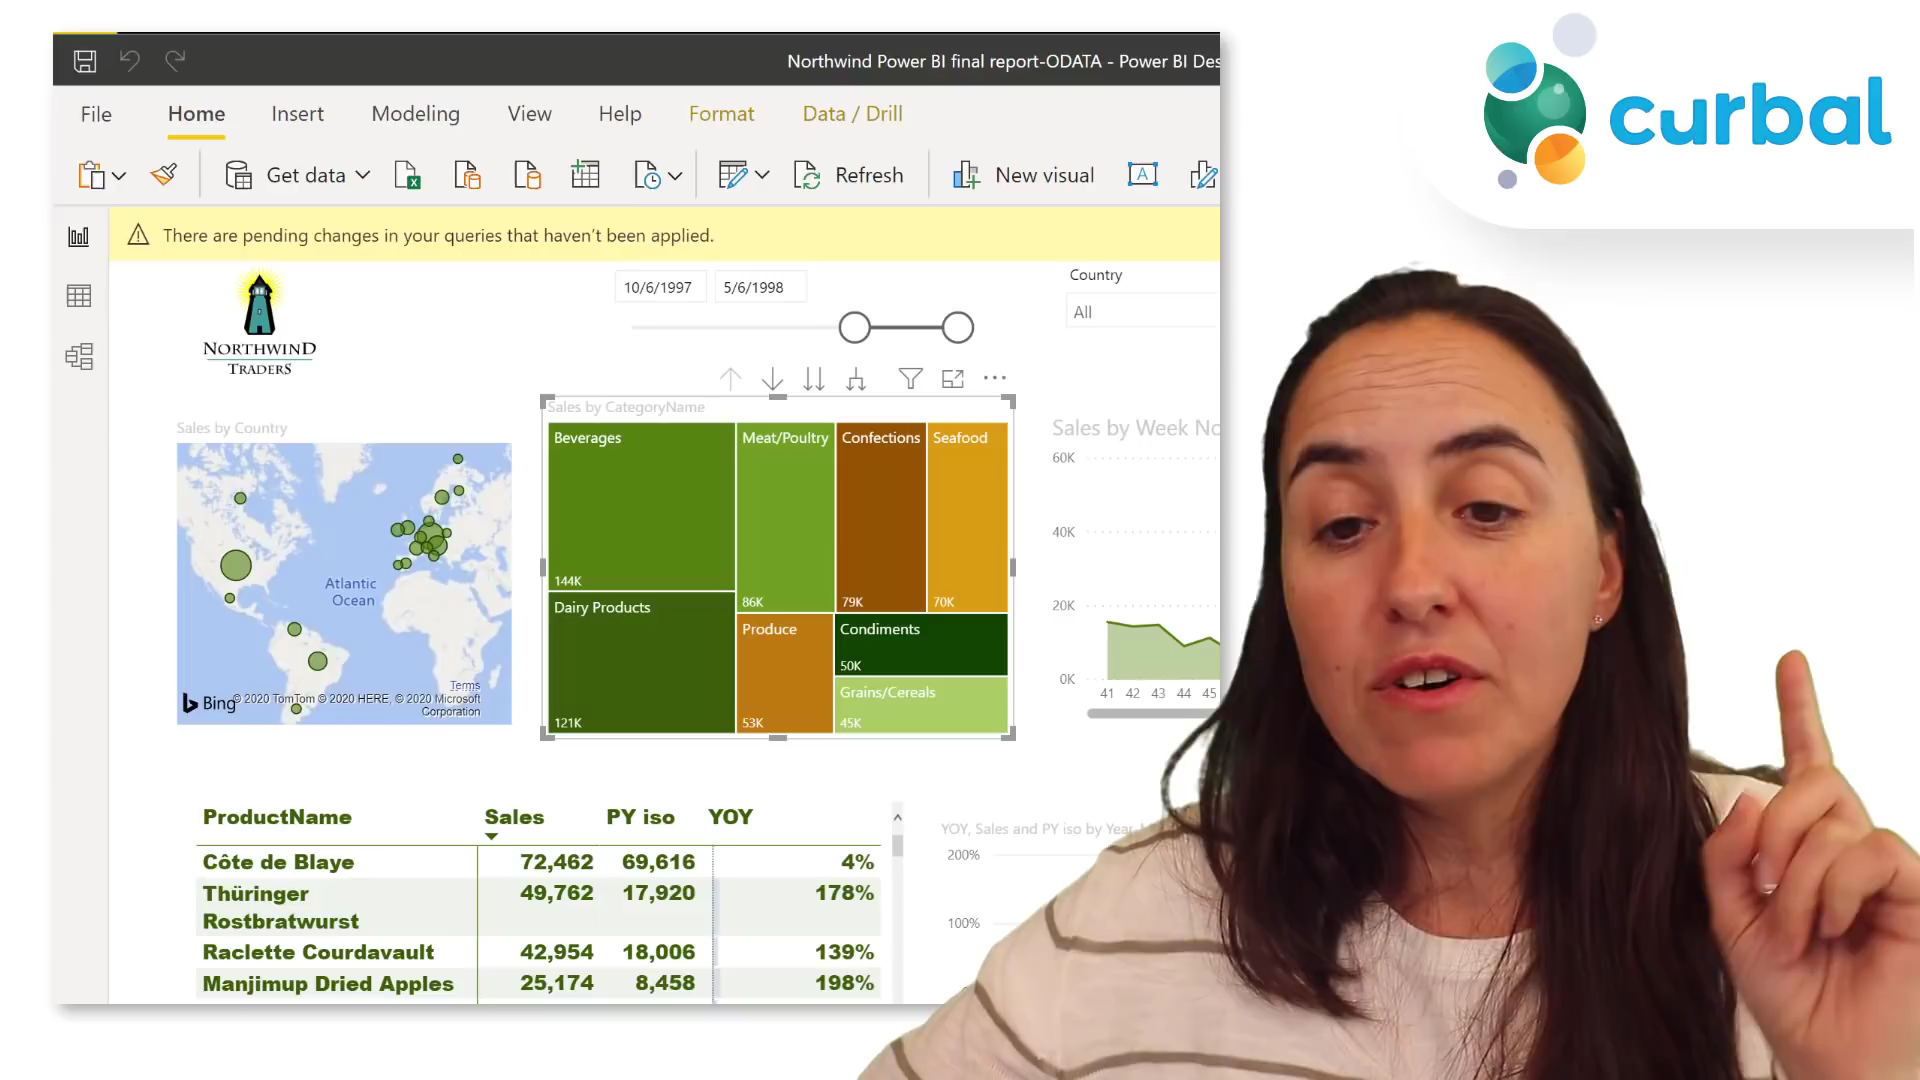 Northwind Power BI final report-ODATA - Power BI Des
curbal
File Home Insert Modeling View Help Format Data / Drill
Get data Refresh New visual A
There are pending changes in your queries that haven't been applied.
NORTHWIND
TRADERS
10/6/1997 5/6/1998
Country
All
Sales by Country
Atlantic
Ocean
Bing
© 2020 TomTom © 2020 HERE, © 2020 Microsoft
Corporation
Terms
Sales by CategoryName
Beverages
144K
Meat/Poultry
86K
Confections
79K
Seafood
70K
Dairy Products
121K
Produce
53K
Condiments
50K
Grains/Cereals
45K
Sales by Week No
60K
40K
20K
0K
41 42 43 44 45
ProductName Sales PY iso YOY
Côte de Blaye 72,462 69,616 4%
Thüringer 49,762 17,920 178%
Rostbratwurst
Raclette Courdavault 42,954 18,006 139%
Manjimup Dried Apples 25,174 8,458 198%
YOY, Sales and PY iso by Year
200%
100%